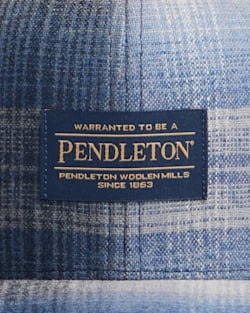 WARRANTED TO BE A
PENDLETON®
PENDLETON WOOLEN MILLS
SINCE 1863